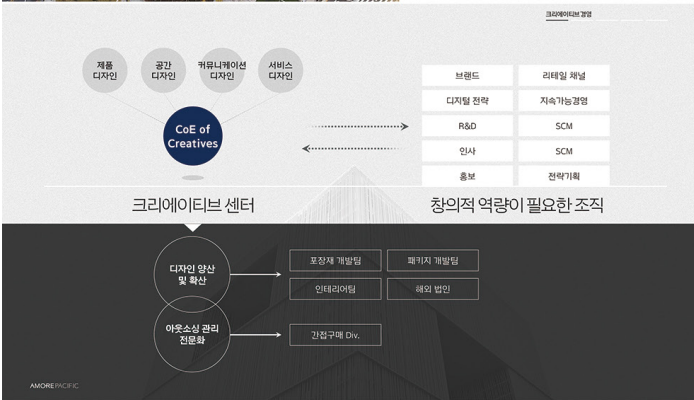 크리에이티브경영
제품
디자인
공간
디자인
커뮤니케이션
디자인
서비스
디자인
CoE of
Creatives
브랜드
리테일 채널
디지털 전략
지속가능경영
R&D
SCM
인사
SCM
홍보
전략기획
크리에이티브 센터
창의적 역량이 필요한 조직
디자인 양산
및 확산
포장재 개발팀
패키지 개발팀
인테리어팀
해외 법인
아웃소싱 관리
전문화
간접구매 Div.
AMOREPACIFIC